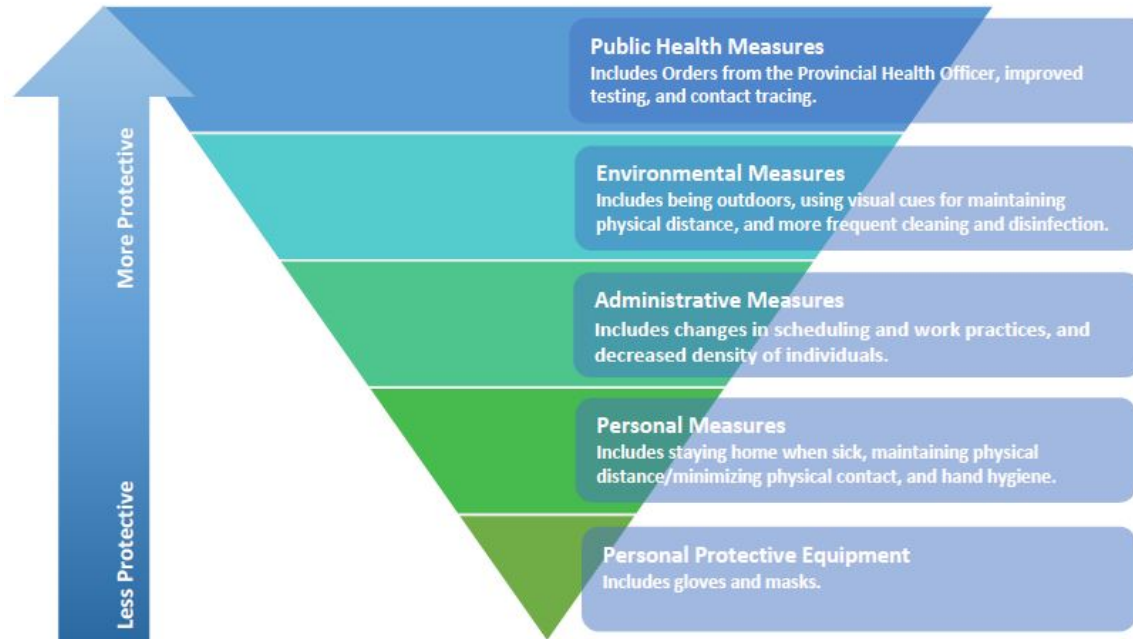 More Protective
Less Protective
Public Health Measures
Includes Orders from the Provincial Health Officer, improved
testing, and contact tracing.
Environmental Measures
Includes being outdoors, using visual cues for maintaining
physical distance, and more frequent cleaning and disinfection.
Administrative Measures
Includes changes in scheduling and work practices, and
decreased density of individuals.
Personal Measures
Includes staying home when sick, maintaining physical
distance/minimizing physical contact, and hand hygiene.
Personal Protective Equipment
Includes gloves and masks.